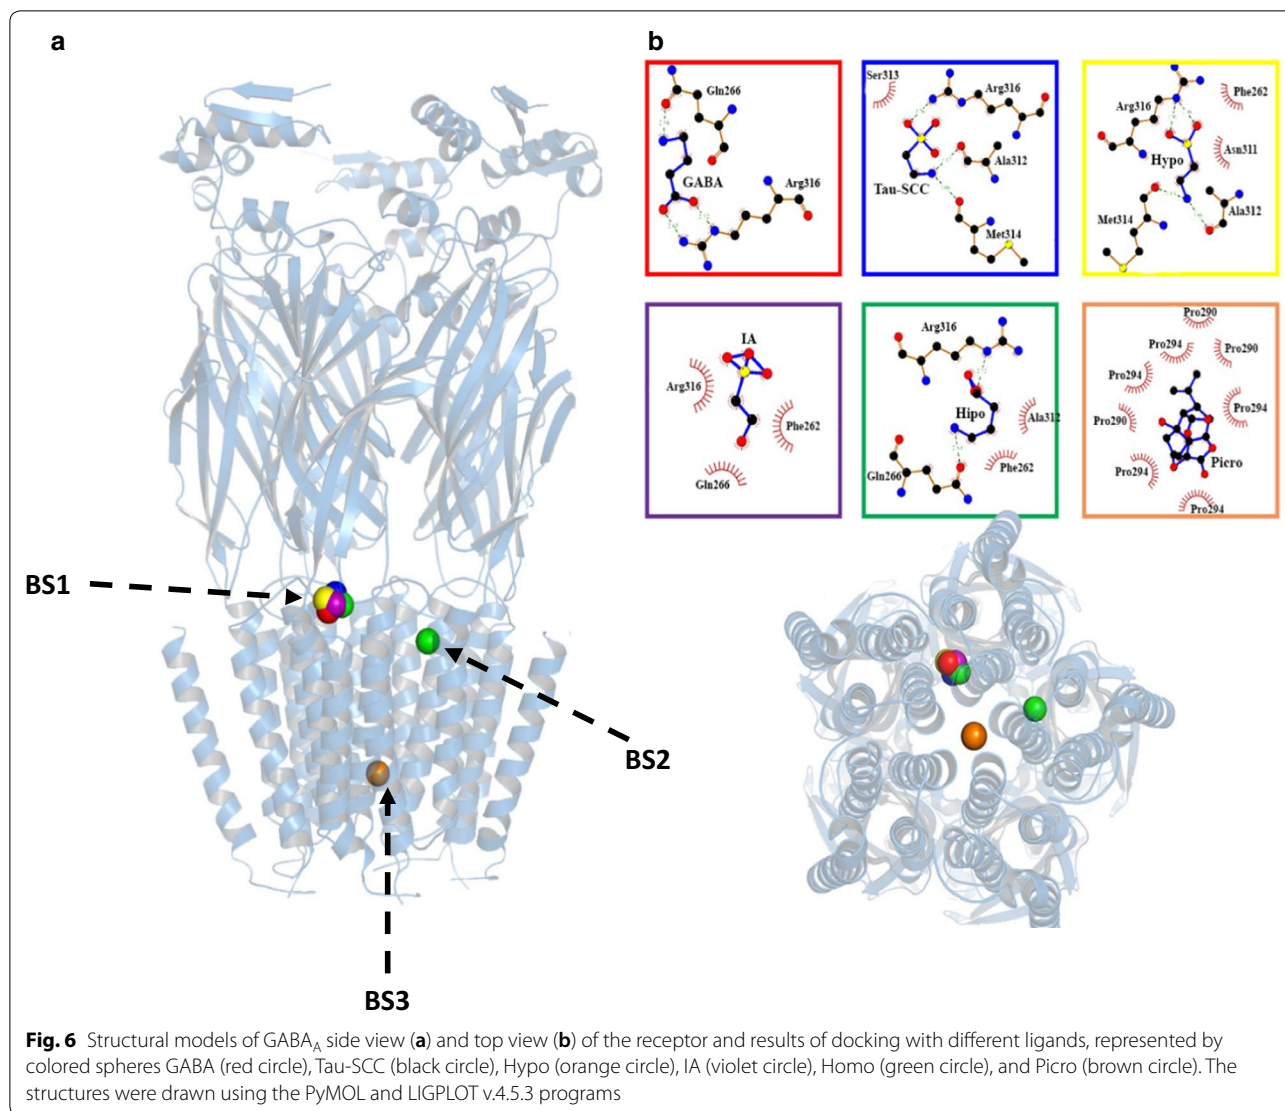 a
b
Gln266
GABA
Arg316
Ser313
Arg316
Ala312
Tau-SCC
Met314
Arg316
Phe262
Asn311
Hypo
Met314
Ala312
IA
Arg316
Phe262
Gln266
Arg316
Hipo
Ala312
Gln266
Phe262
Pro290
Pro294
Pro290
Pro294
Pro290
Pro294
Pro294
Picro
Pro294
BS1
BS2
BS3
Fig. 6 Structural models of GABAA side view (a) and top view (b) of the receptor and results of docking with different ligands, represented by
colored spheres GABA (red circle), Tau-SCC (black circle), Hypo (orange circle), IA (violet circle), Homo (green circle), and Picro (brown circle). The
structures were drawn using the PyMOL and LIGPLOT v.4.5.3 programs